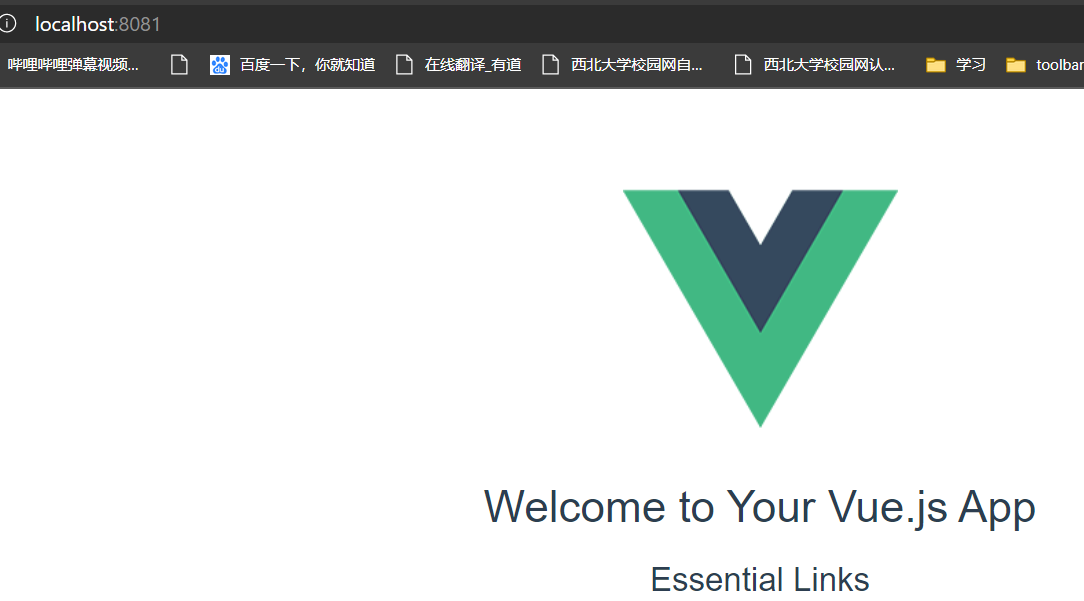 localhost:8081
哔哩哔哩弹幕视频... 百度一下，你就知道 在线翻译_有道 西北大学校园网自... 西北大学校园网认... 学习 toolbar
Welcome to Your Vue.js App
Essential Links